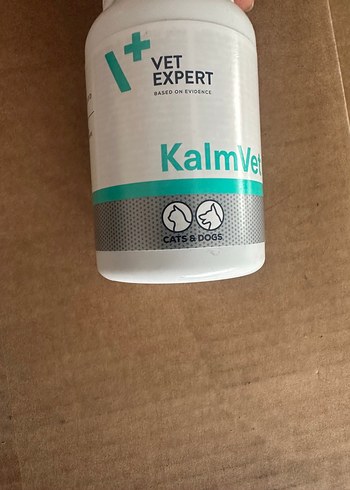 VET
EXPERT
BASED ON EVIDENCE
KalmVet
CATS & DOGS